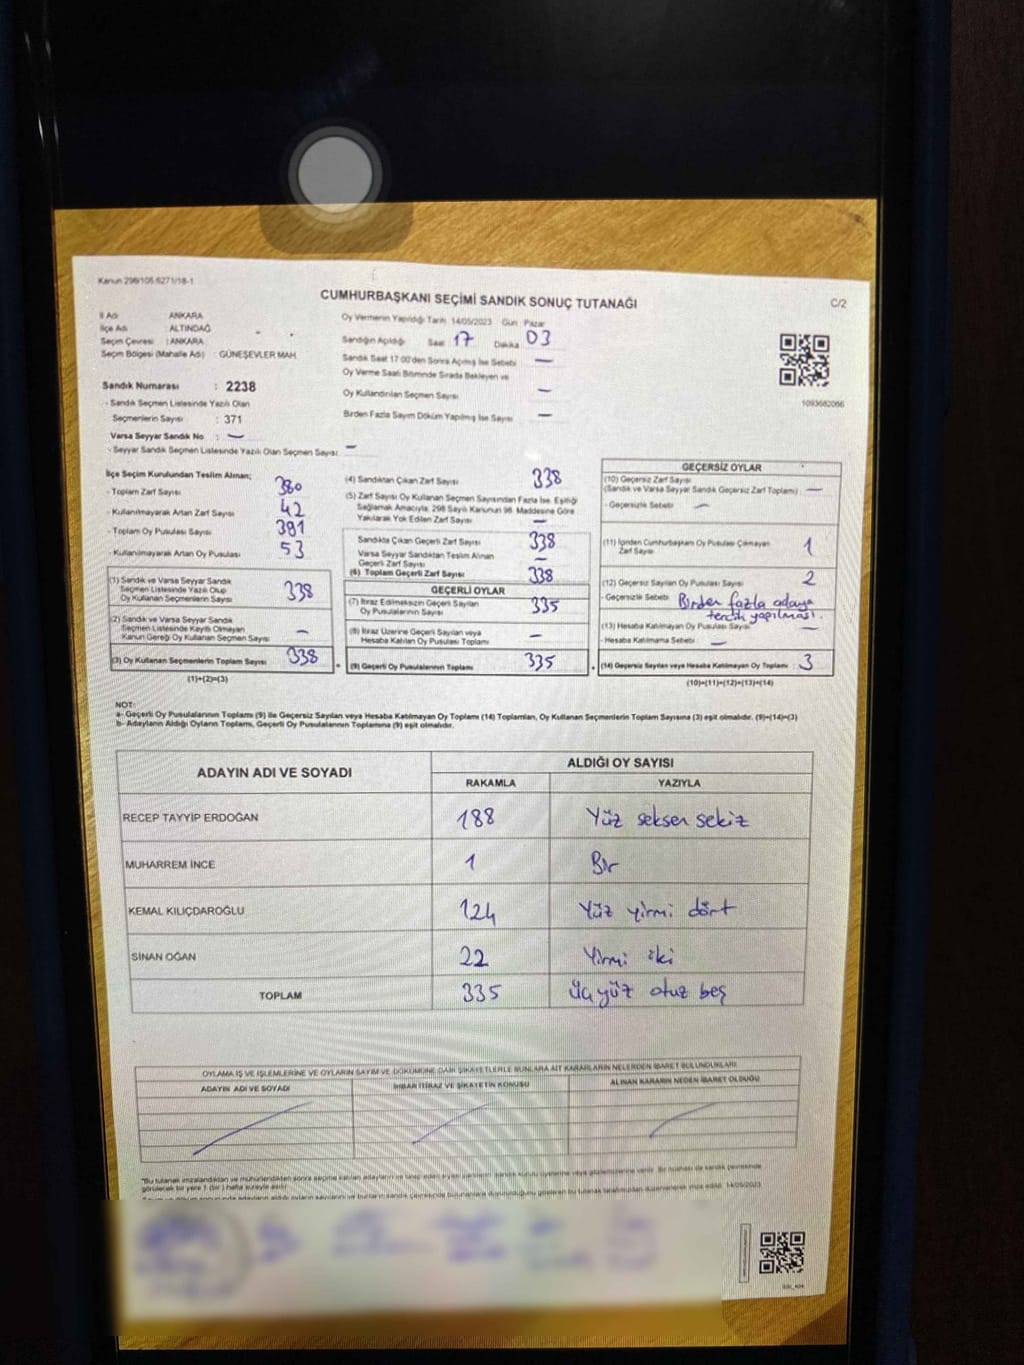 Kanun 298/105 6271/18-1
CUMHURBAŞKANI SEÇİMİ SANDIK SONUÇ TUTANAĞI
C/2
İl Adı ANKARA
İlçe Adı : ALTINDAĞ
Seçim Çevresi : ANKARA
Seçim Bölgesi (Mahalle Adı) : GÜNEŞEVLER MAH.
Oy Vermenin Yapıldığı Tarih 14/05/2023 Gün Pazar
Sandığın Açıldığı Saat 17 Dakika 03
Sandık Saat 17 00'den Sonra Açılmış İse Sebebi —
Oy Verme Saati Bitiminde Sırada Bekleyen ve
Oy Kullandırılan Seçmen Sayısı —
Birden Fazla Sayım Döküm Yapılmış İse Sayısı —
1093682066
Sandık Numarası : 2238
- Sandık Seçmen Listesinde Yazılı Olan
Seçmenlerin Sayısı : 371
Varsa Seyyar Sandık No : —
- Seyyar Sandık Seçmen Listesinde Yazılı Olan Seçmen Sayısı —
İlçe Seçim Kurulundan Teslim Alınan;
- Toplam Zarf Sayısı 380
- Kullanılmayarak Artan Zarf Sayısı 42
- Toplam Oy Pusulası Sayısı 391
- Kullanılmayarak Artan Oy Pusulası 53
(1) Sandık ve Varsa Seyyar Sandık
Seçmen Listesinde Yazılı Olup
Oy Kullanan Seçmenlerin Sayısı 338
(2) Sandık ve Varsa Seyyar Sandık
Seçmen Listesinde Kayıtlı Olmayan
Kanun Gereği Oy Kullanan Seçmen Sayısı —
(3) Oy Kullanan Seçmenlerin Toplam Sayısı 338
(1)+(2)=(3)
(4) Sandıktan Çıkan Zarf Sayısı 338
(5) Zarf Sayısı Oy Kullanan Seçmen Sayısından Fazla İse, Eşitliği
Sağlamak Amacıyla, 298 Sayılı Kanunun 98. Maddesine Göre
Yakılarak Yok Edilen Zarf Sayısı —
Sandıkta Çıkan Geçerli Zarf Sayısı 338
Varsa Seyyar Sandıktan Teslim Alınan
Geçerli Zarf Sayısı —
(6) Toplam Geçerli Zarf Sayısı 338
GEÇERLİ OYLAR
(7) İtiraz Edilmeksizin Geçerli Sayılan
Oy Pusulalarının Sayısı 335
(8) İtiraz Üzerine Geçerli Sayılan veya
Hesaba Katılan Oy Pusulası Toplamı —
(9) Geçerli Oy Pusulalarının Toplamı 335
GEÇERSİZ OYLAR
(10) Geçersiz Zarf Sayısı
(Sandık ve Varsa Seyyar Sandık Geçersiz Zarf Toplamı) —
- Geçersizlik Sebebi —
(11) İçinden Cumhurbaşkanı Oy Pusulası Çıkmayan
Zarf Sayısı 1
(12) Geçersiz Sayılan Oy Pusulası Sayısı 2
- Geçersizlik Sebebi Birden fazla adaya
tercih yapılması.
(13) Hesaba Katılmayan Oy Pusulası Sayısı —
- Hesaba Katılmama Sebebi —
(14) Geçersiz Sayılan veya Hesaba Katılmayan Oy Toplamı : 3
(10)+(11)+(12)+(13)=(14)
NOT:
a- Geçerli Oy Pusulalarının Toplamı (9) ile Geçersiz Sayılan veya Hesaba Katılmayan Oy Toplamı (14) Toplamları, Oy Kullanan Seçmenlerin Toplam Sayısına (3) eşit olmalıdır. (9)+(14)=(3)
b- Adayların Aldığı Oyların Toplamı, Geçerli Oy Pusulalarının Toplamına (9) eşit olmalıdır.
ADAYIN ADI VE SOYADI
ALDIĞI OY SAYISI
RAKAMLA YAZIYLA
RECEP TAYYİP ERDOĞAN 188 Yüz seksen sekiz
MUHARREM İNCE 1 Bir
KEMAL KILIÇDAROĞLU 124 Yüz yirmi dört
SİNAN OĞAN 22 Yirmi iki
TOPLAM 335 Üçyüz otuz beş
OYLAMA İŞ VE İŞLEMLERİNE VE OYLARIN SAYIM VE DÖKÜMÜNE DAİR ŞİKAYETLERLE BUNLARA AİT KARARLARIN NELERDEN İBARET BULUNDUKLARI
ADAYIN ADI VE SOYADI
İHBAR İTİRAZ VE ŞİKAYETİN KONUSU
ALINAN KARARIN NEDEN İBARET OLDUĞU
"Bu tutanak imzalandıktan ve mühürlendikten sonra seçime katılan adayların ve talep eden siyasi partilerin sandık kurulu üyelerine veya gözlemcilerine verilir. Bir nüshası da sandık çevresinde
görülecek bir yere 1 (bir) hafta süreyle asılır.